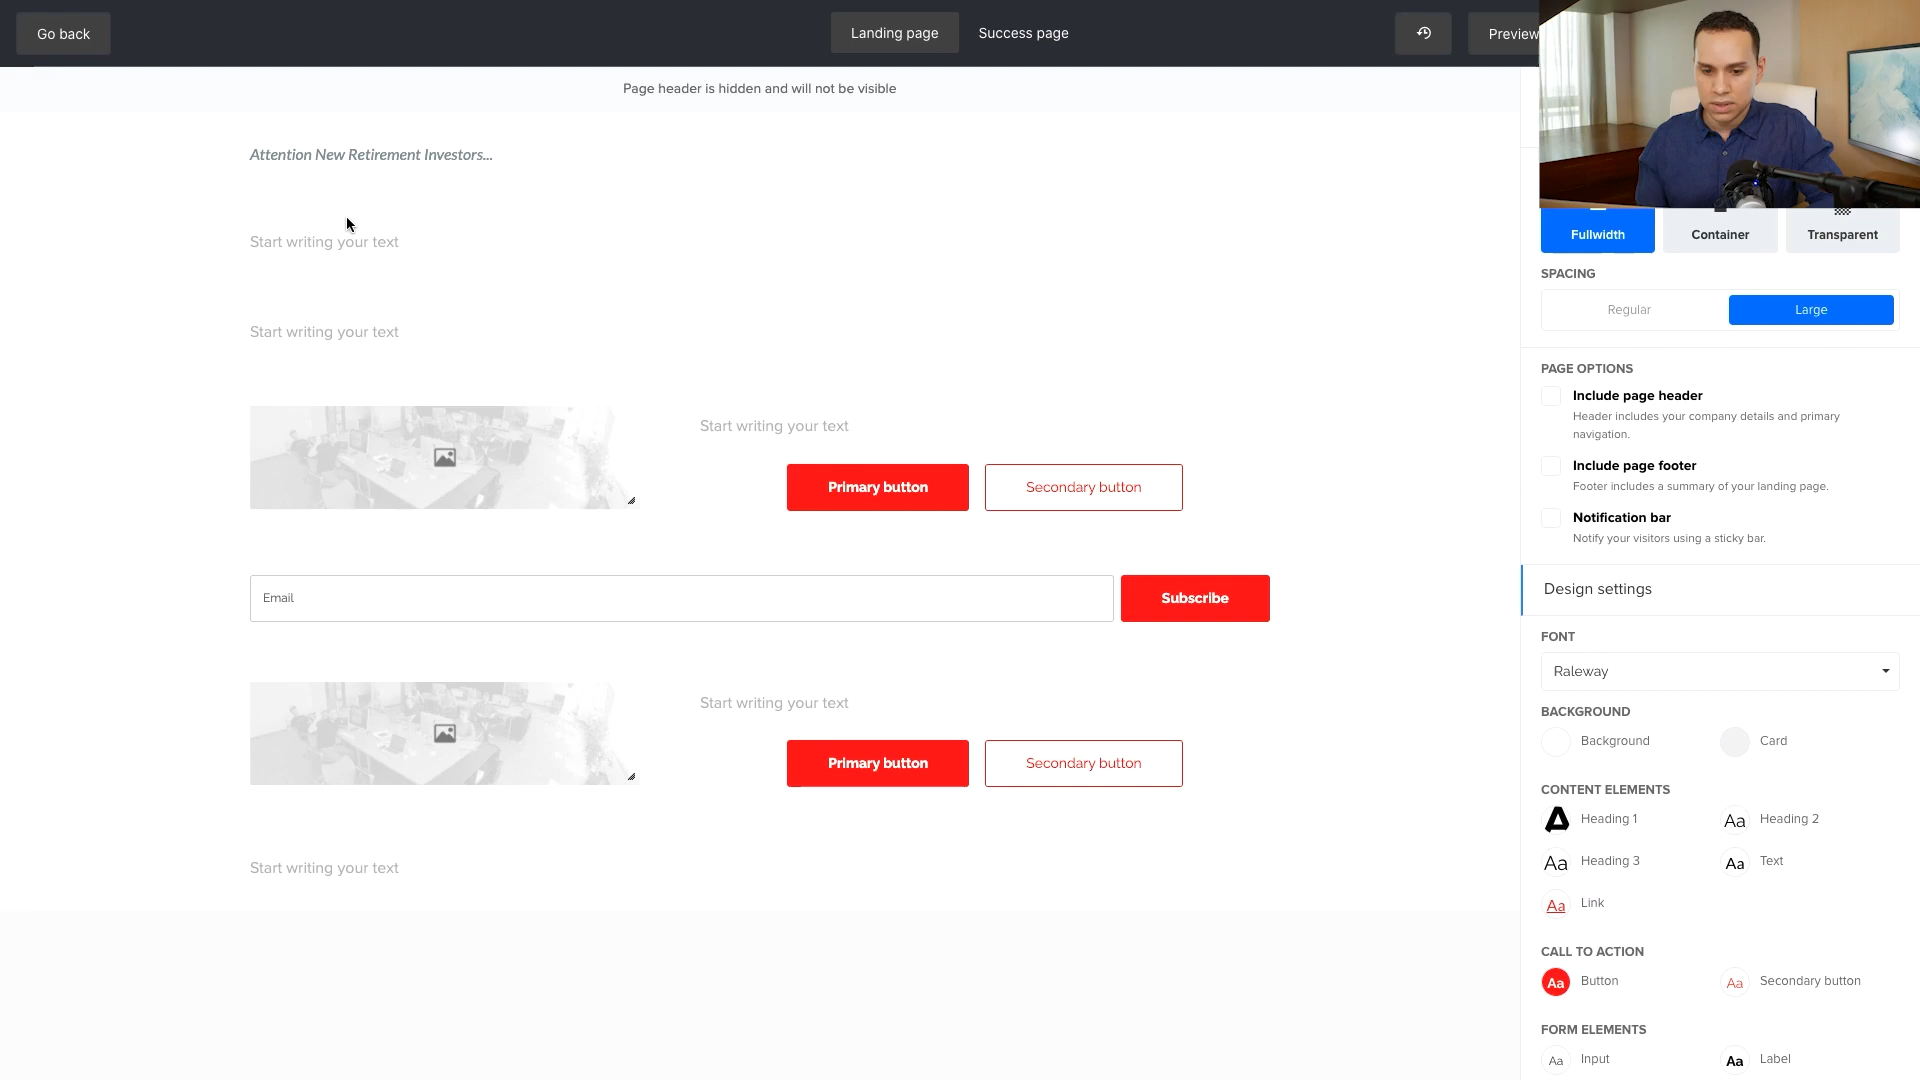 Go back
Landing page
Success page
Preview
Page header is hidden and will not be visible
Attention New Retirement Investors...
Start writing your text
Start writing your text
Start writing your text
Primary button
Secondary button
Email
Subscribe
Start writing your text
Primary button
Secondary button
Start writing your text
Fullwidth
Container
Transparent
SPACING
Regular
Large
PAGE OPTIONS
Include page header
Header includes your company details and primary
navigation.
Include page footer
Footer includes a summary of your landing page.
Notification bar
Notify your visitors using a sticky bar.
Design settings
FONT
Raleway
BACKGROUND
Background
Card
CONTENT ELEMENTS
A Heading 1
Aa Heading 2
Aa Heading 3
Aa Text
Aa Link
CALL TO ACTION
Aa Button
Aa Secondary button
FORM ELEMENTS
Aa Input
Aa Label